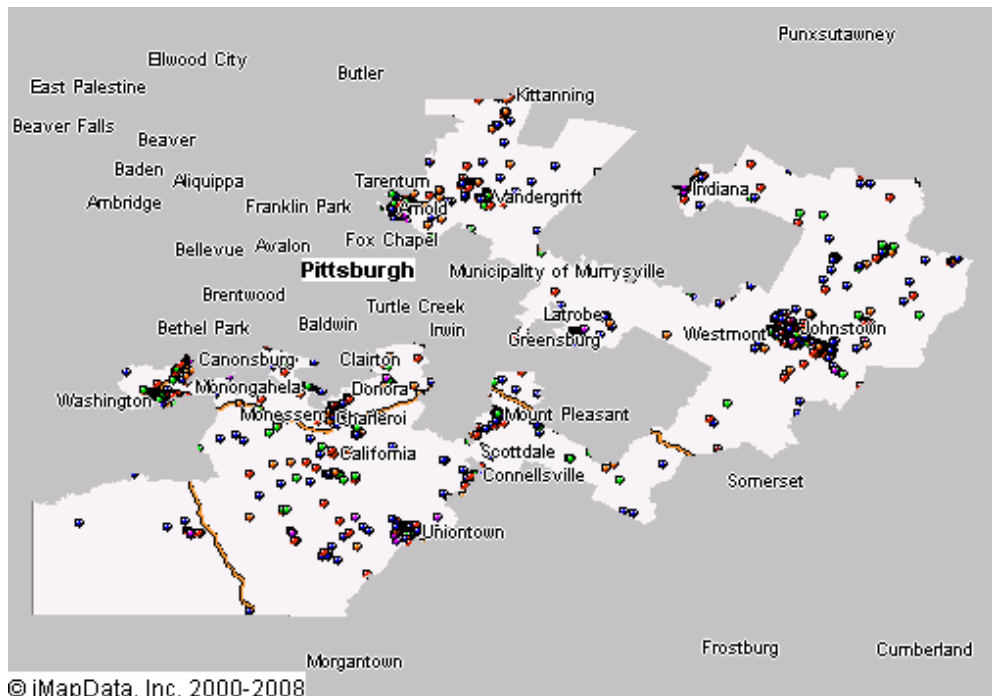 Punxsutawney
Ellwood City
Butler
East Palestine
Kittanning
Beaver Falls
Beaver
Baden
Aliquippa
Tarentum
Indiana
Vandergrift
Ambridge
Franklin Park
Arnold
Bellevue
Avalon
Fox Chapel
Pittsburgh
Municipality of Murrysville
Brentwood
Turtle Creek
Latrobe
Bethel Park
Baldwin
Irwin
Greensburg
Westmont
Johnstown
Canonsburg
Clairton
Monongahela
Donora
Washington
Monessen
Charleroi
Mount Pleasant
California
Scottdale
Connellsville
Somerset
Uniontown
Frostburg
Cumberland
Morgantown
© iMapData, Inc. 2000-2008